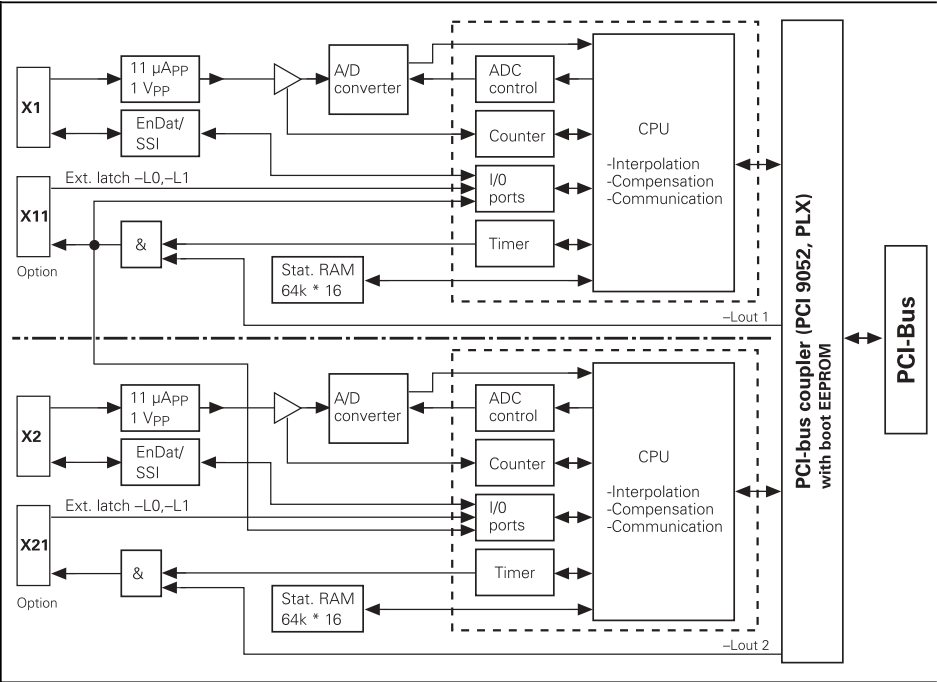 X1
11 µAPP
1 VPP
A/D
converter
ADC
control
EnDat/
SSI
Counter
CPU
-Interpolation
-Compensation
-Communication
Ext. latch –L0,–L1
X11
Option
I/0
ports
&
Timer
Stat. RAM
64k * 16
–Lout 1
X2
11 µAPP
1 VPP
A/D
converter
ADC
control
EnDat/
SSI
Counter
CPU
-Interpolation
-Compensation
-Communication
Ext. latch –L0,–L1
X21
Option
I/0
ports
&
Timer
Stat. RAM
64k * 16
–Lout 2
PCI-bus coupler (PCI 9052, PLX)
with boot EEPROM
PCI-Bus